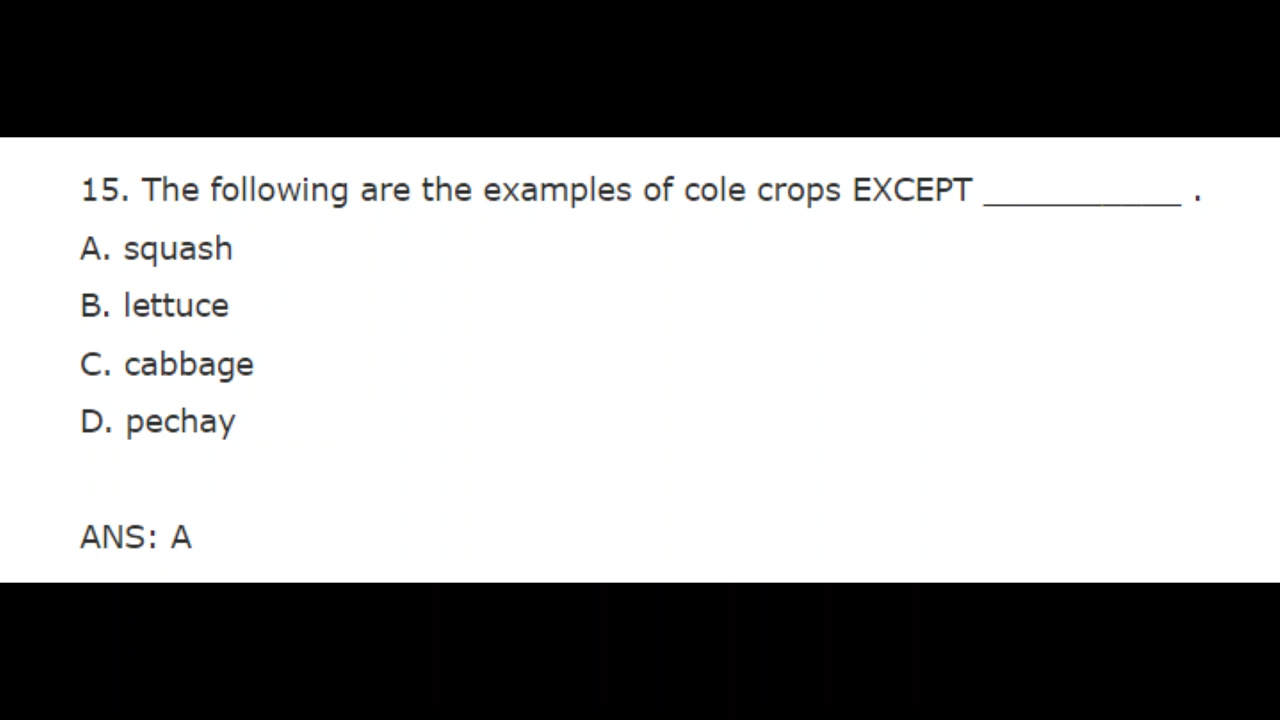 15. The following are the examples of cole crops EXCEPT ___________ .
A. squash
B. lettuce
C. cabbage
D. pechay
ANS: A